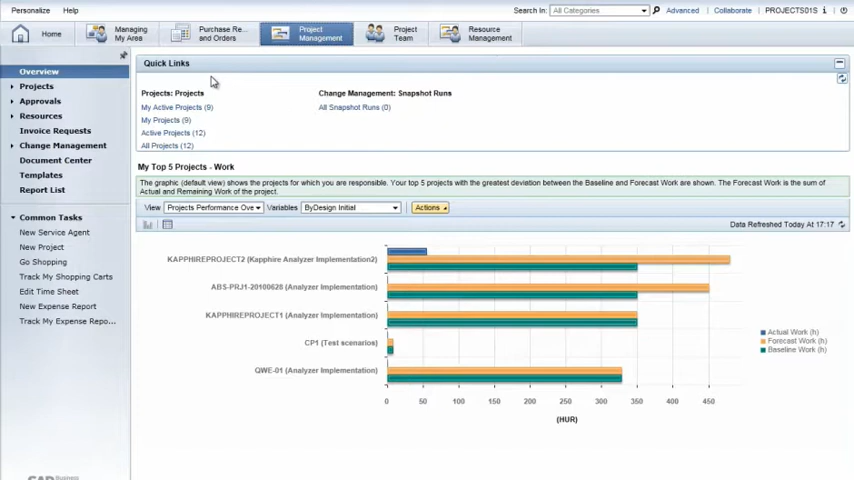 Personalize Help
Search In: All Categories Advanced Collaborate PROJECTS01S
Home
Managing My Area
Purchase Re... and Orders
Project Management
Project Team
Resource Management
Overview
Projects
Approvals
Resources
Invoice Requests
Change Management
Document Center
Templates
Report List
Common Tasks
New Service Agent
New Project
Go Shopping
Track My Shopping Carts
Edit Time Sheet
New Expense Report
Track My Expense Repo...
Quick Links
Projects: Projects
My Active Projects (9)
My Projects (9)
Active Projects (12)
All Projects (12)
Change Management: Snapshot Runs
All Snapshot Runs (0)
My Top 5 Projects - Work
The graphic (default view) shows the projects for which you are responsible. Your top 5 projects with the greatest deviation between the Baseline and Forecast Work are shown. The Forecast Work is the sum of
Actual and Remaining Work of the project.
View Projects Performance Ove Variables ByDesign Initial Actions
Data Refreshed Today At 17:17
KAPPHIREPROJECT2 (Kapphire Analyzer Implementation2)
ABS-PRJ1-20100628 (Analyzer Implementation)
KAPPHIREPROJECT1 (Analyzer Implementation)
CP1 (Test scenarios)
QWE-01 (Analyzer Implementation)
0 50 100 150 200 250 300 350 400 450
(HUR)
Actual Work (h)
Forecast Work (h)
Baseline Work (h)